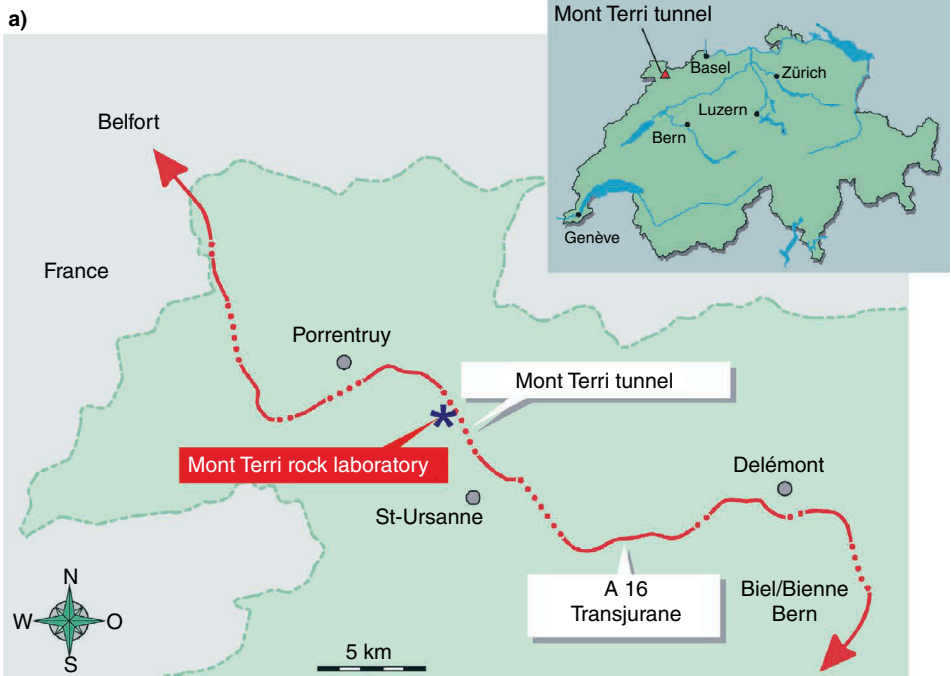 a)
Mont Terri tunnel
Basel
Zürich
Luzern
Bern
Genève
Belfort
France
Porrentruy
Mont Terri tunnel
Mont Terri rock laboratory
St-Ursanne
Delémont
A 16
Transjurane
Biel/Bienne
Bern
N
W O
S
5 km